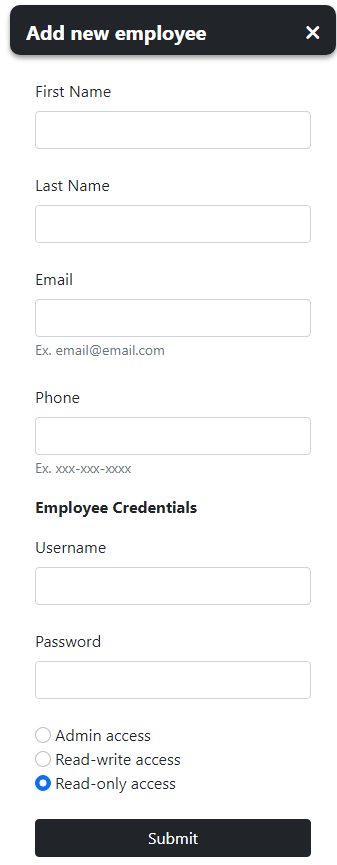 Add new employee
First Name
Last Name
Email
Ex. email@email.com
Phone
Ex. xxx-xxx-xxxx
Employee Credentials
Username
Password
Admin access
Read-write access
Read-only access
Submit